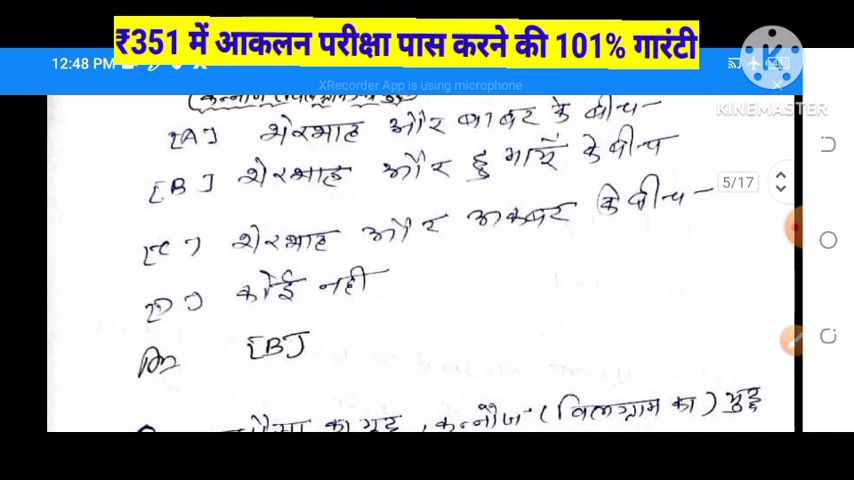 ₹351 में आकलन परीक्षा पास करने की 101% गारंटी
12:48 PM
XRecorder App is using microphone
KINEMASTER
[A] शेरशाह और बाबर के बीच
[B] शेरशाह और हुमायूँ के बीच
5/17
[C] शेरशाह और अकबर के बीच
[D] कोई नही
[B]
चौसा का युद्ध, कन्नौज (विलग्राम का) युद्ध